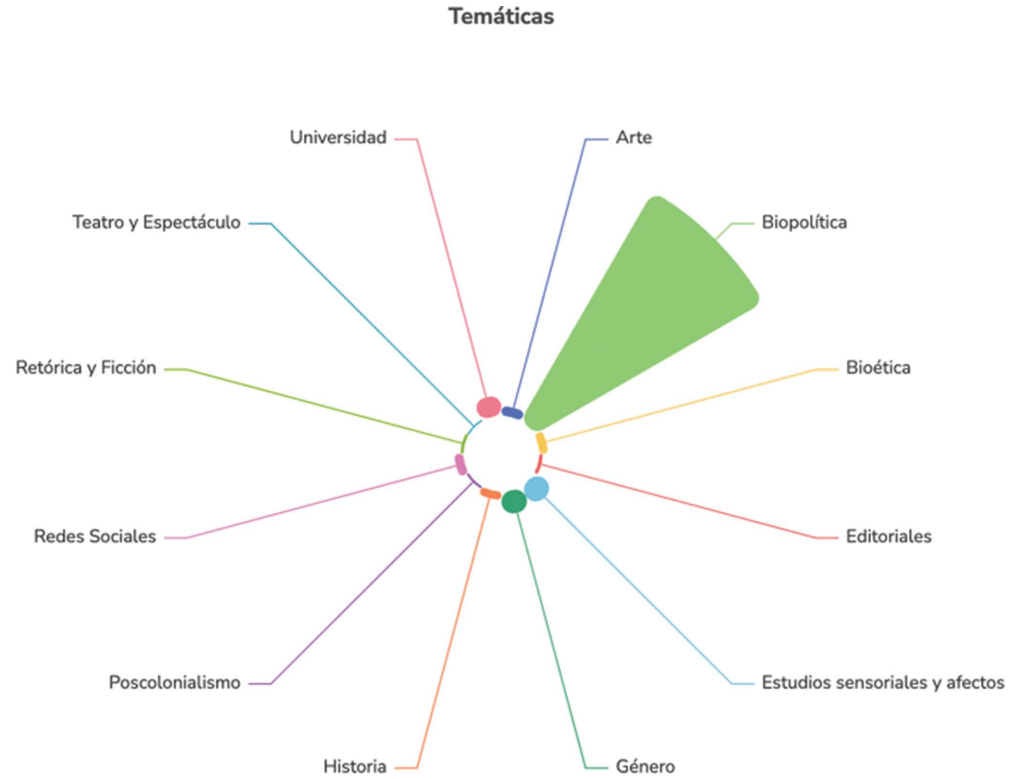 Temáticas
Universidad
Arte
Teatro y Espectáculo
Biopolítica
Retórica y Ficción
Bioética
Redes Sociales
Editoriales
Poscolonialismo
Estudios sensoriales y afectos
Historia
Género